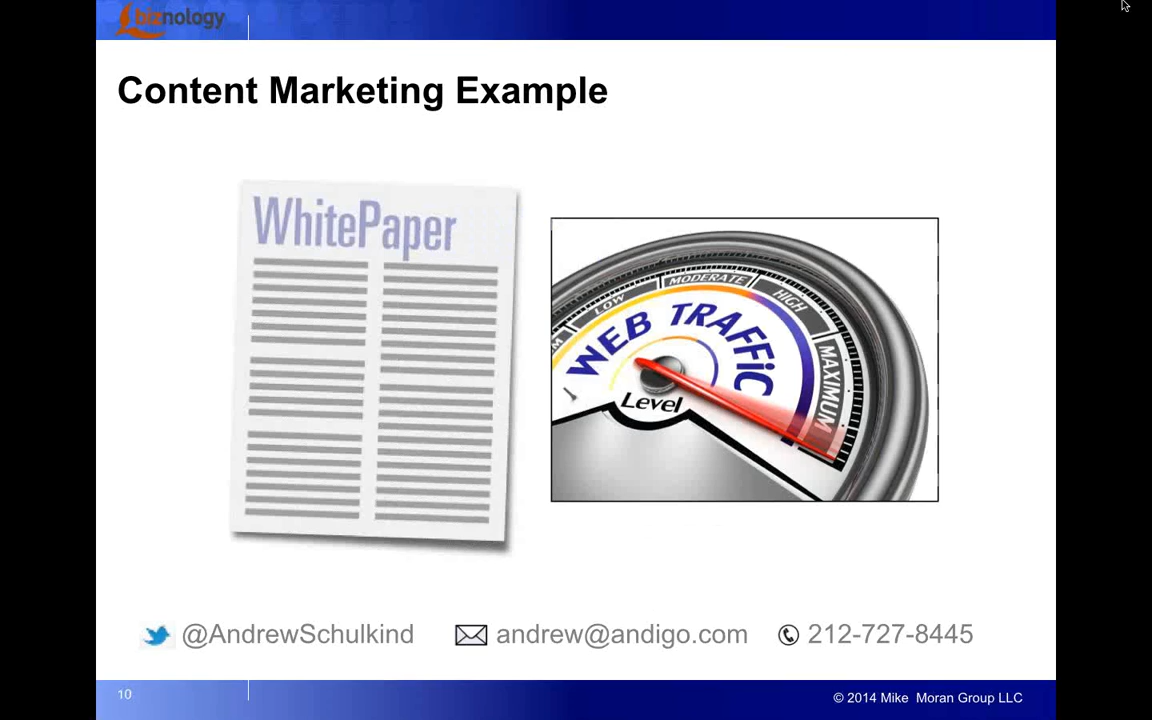 biznology
Content Marketing Example
WhitePaper
LOW
MODERATE
HIGH
MAXIMUM
WEB TRAFFiC
Level
@AndrewSchulkind
andrew@andigo.com
212-727-8445
10
© 2014 Mike Moran Group LLC